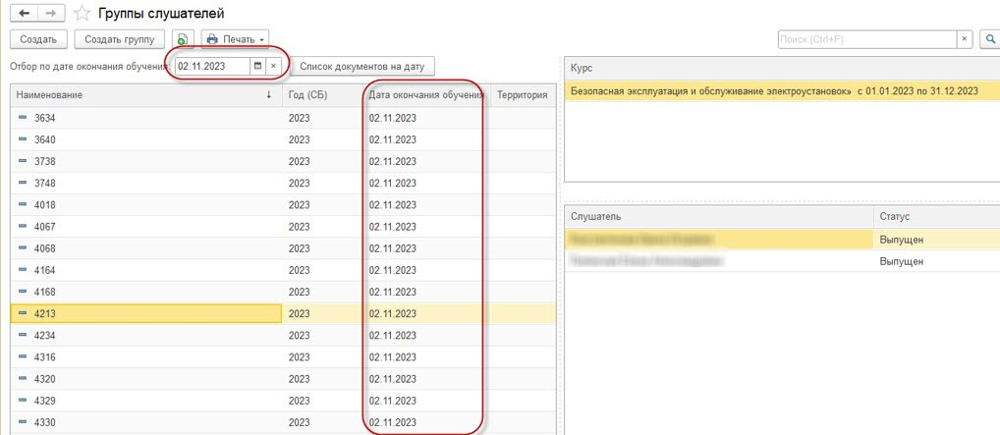 Группы слушателей
Создать Создать группу Печать Поиск (Ctrl+F) ×
Отбор по дате окончания обучения: 02.11.2023 × Список документов на дату
Наименование ↓ Год (СБ) Дата окончания обучения Территория
3634 2023 02.11.2023
3640 2023 02.11.2023
3738 2023 02.11.2023
3748 2023 02.11.2023
4018 2023 02.11.2023
4067 2023 02.11.2023
4068 2023 02.11.2023
4164 2023 02.11.2023
4168 2023 02.11.2023
4213 2023 02.11.2023
4234 2023 02.11.2023
4316 2023 02.11.2023
4320 2023 02.11.2023
4329 2023 02.11.2023
4330 2023 02.11.2023
Курс
Безопасная эксплуатация и обслуживание электроустановок» с 01.01.2023 по 31.12.2023
Слушатель Статус
Выпущен
Выпущен